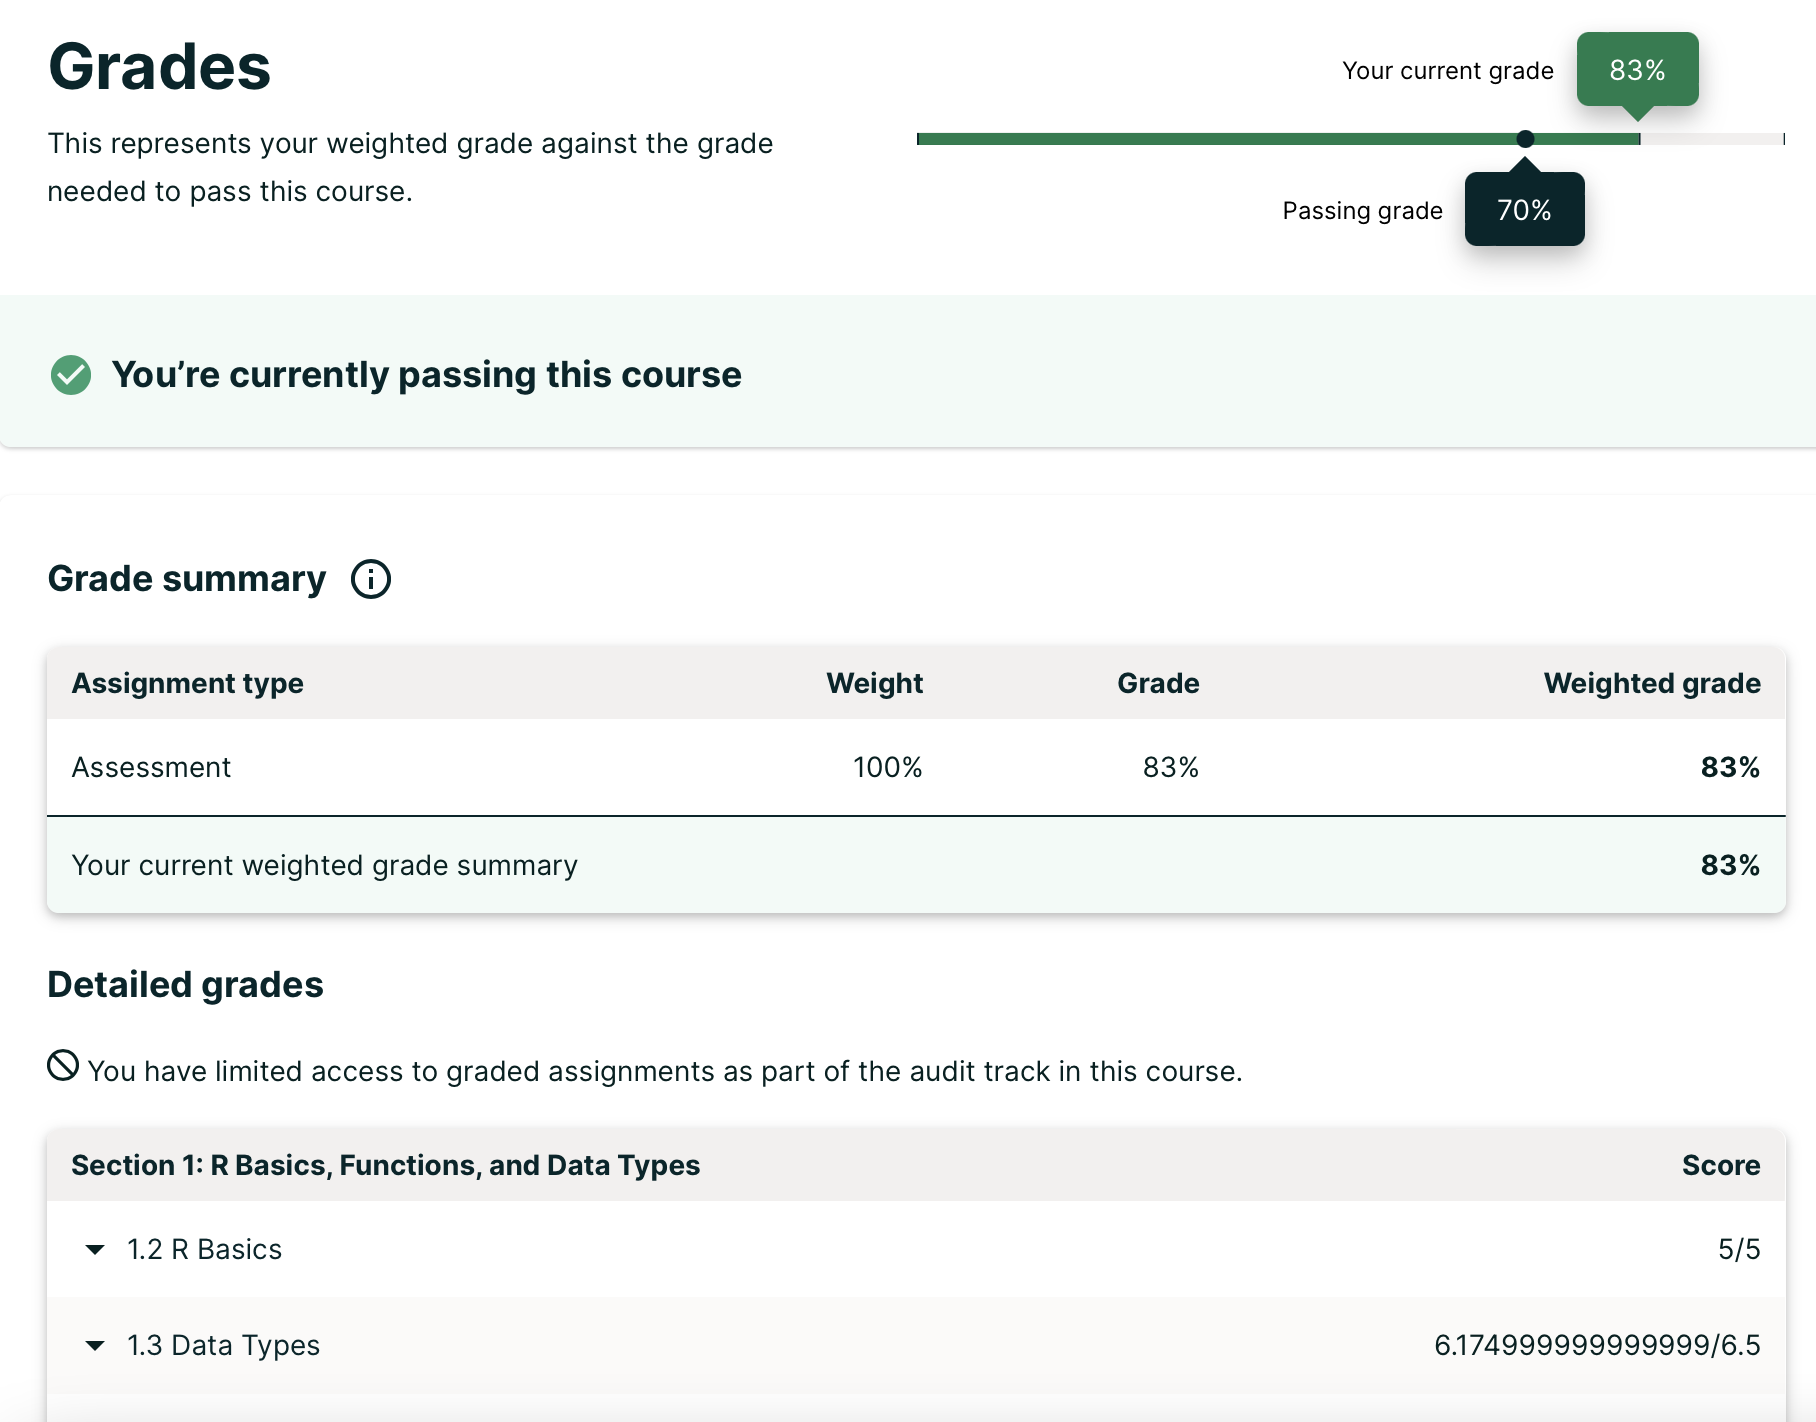 Grades
Your current grade 83%
This represents your weighted grade against the grade
needed to pass this course.
Passing grade 70%
You’re currently passing this course
Grade summary
Assignment type Weight Grade Weighted grade
Assessment 100% 83% 83%
Your current weighted grade summary 83%
Detailed grades
You have limited access to graded assignments as part of the audit track in this course.
Section 1: R Basics, Functions, and Data Types Score
1.2 R Basics 5/5
1.3 Data Types 6.174999999999999/6.5